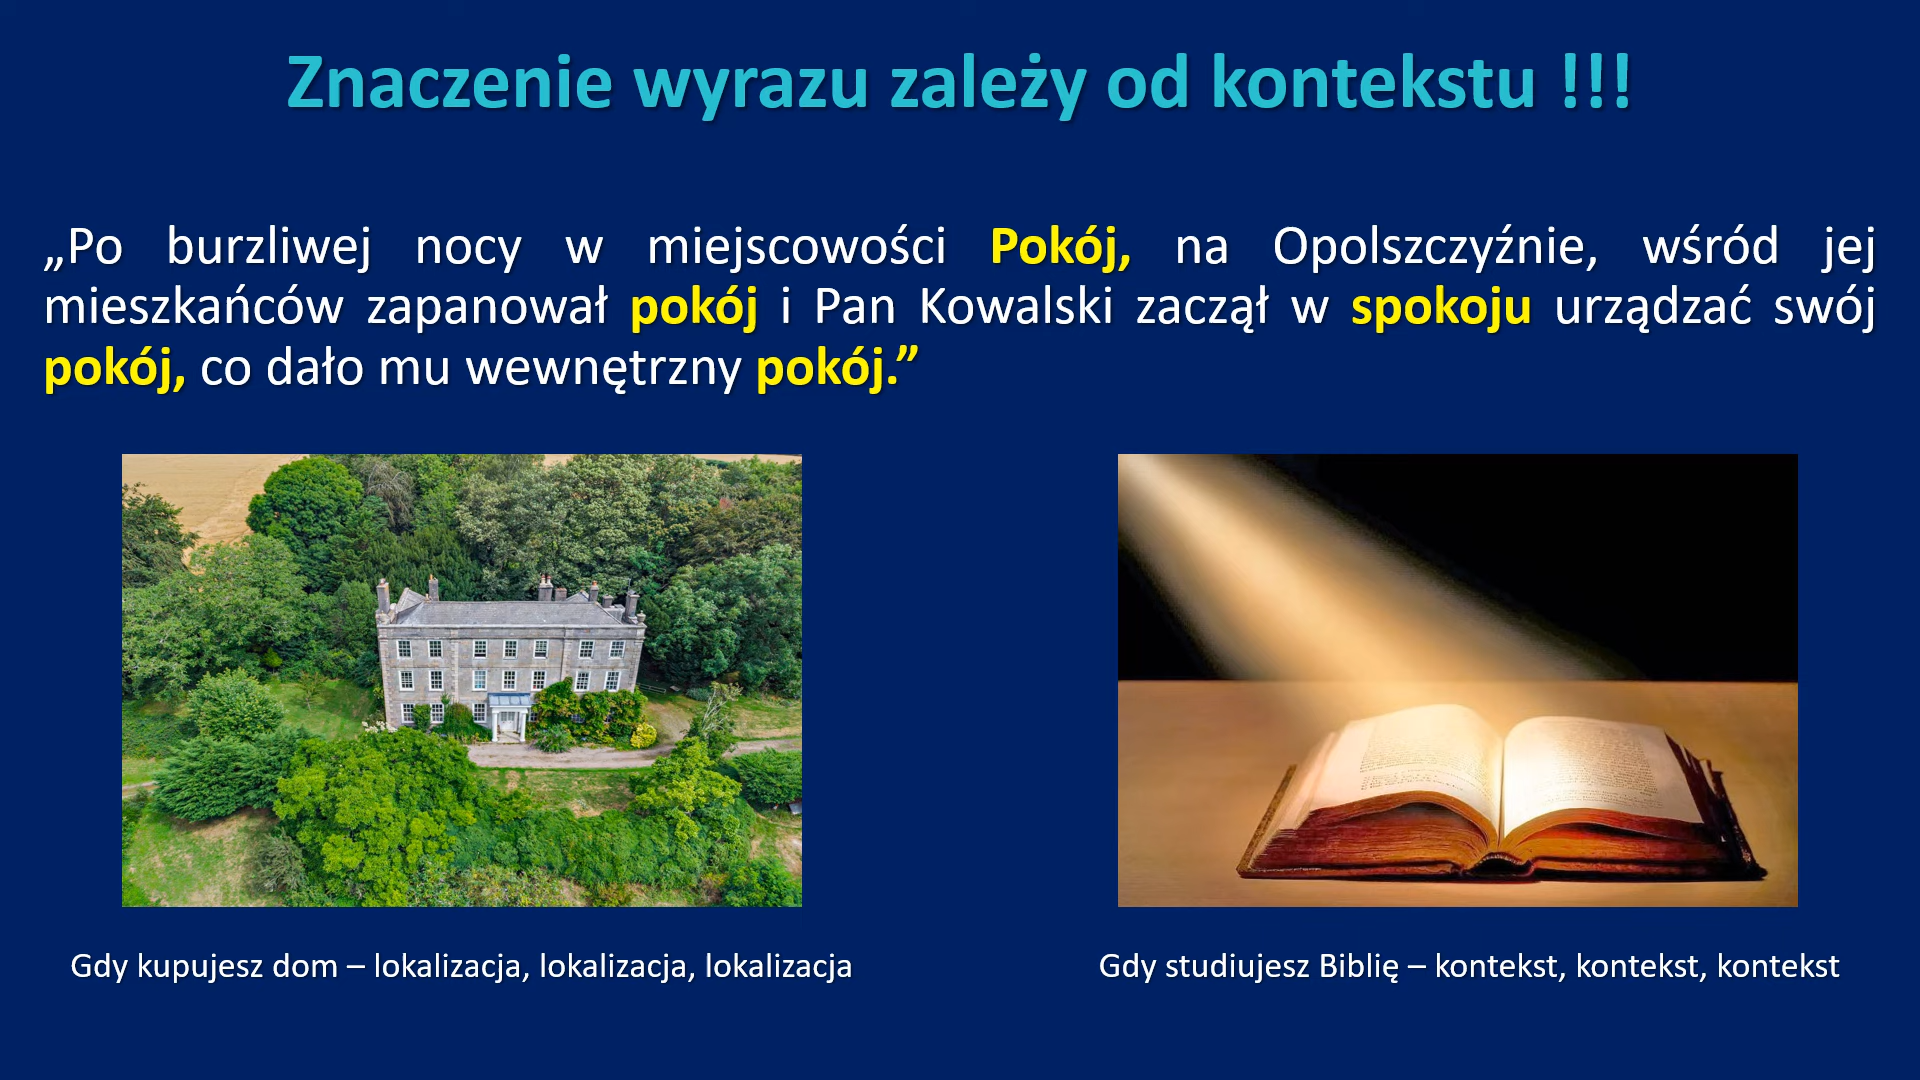 Znaczenie wyrazu zależy od kontekstu !!!
„Po burzliwej nocy w miejscowości Pokój, na Opolszczyźnie, wśród jej
mieszkańców zapanował pokój i Pan Kowalski zaczął w spokoju urządzać swój
pokój, co dało mu wewnętrzny pokój.”
Gdy kupujesz dom – lokalizacja, lokalizacja, lokalizacja
Gdy studiujesz Biblię – kontekst, kontekst, kontekst